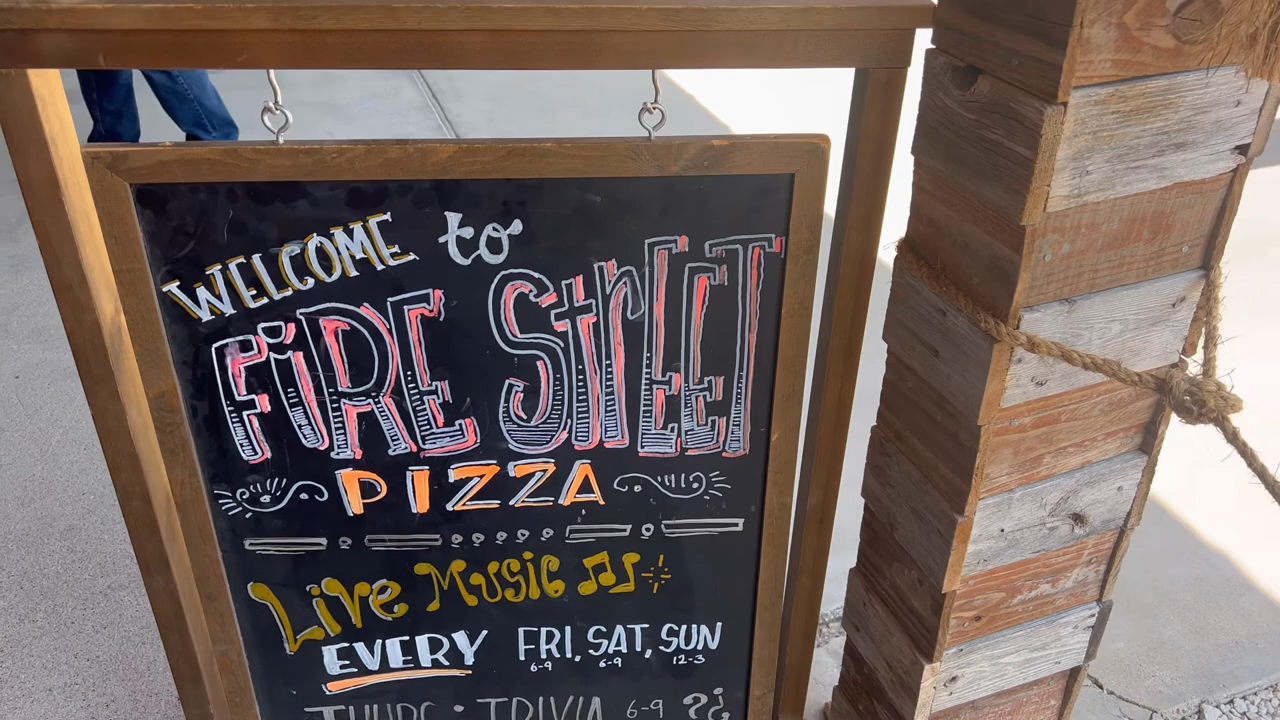 WELCOME to
FiRE StrEET
PIZZA
Live Music
EVERY FRI, SAT, SUN
6-9 6-9 12-3
THURS • TRIVIA 6-9 ?¿